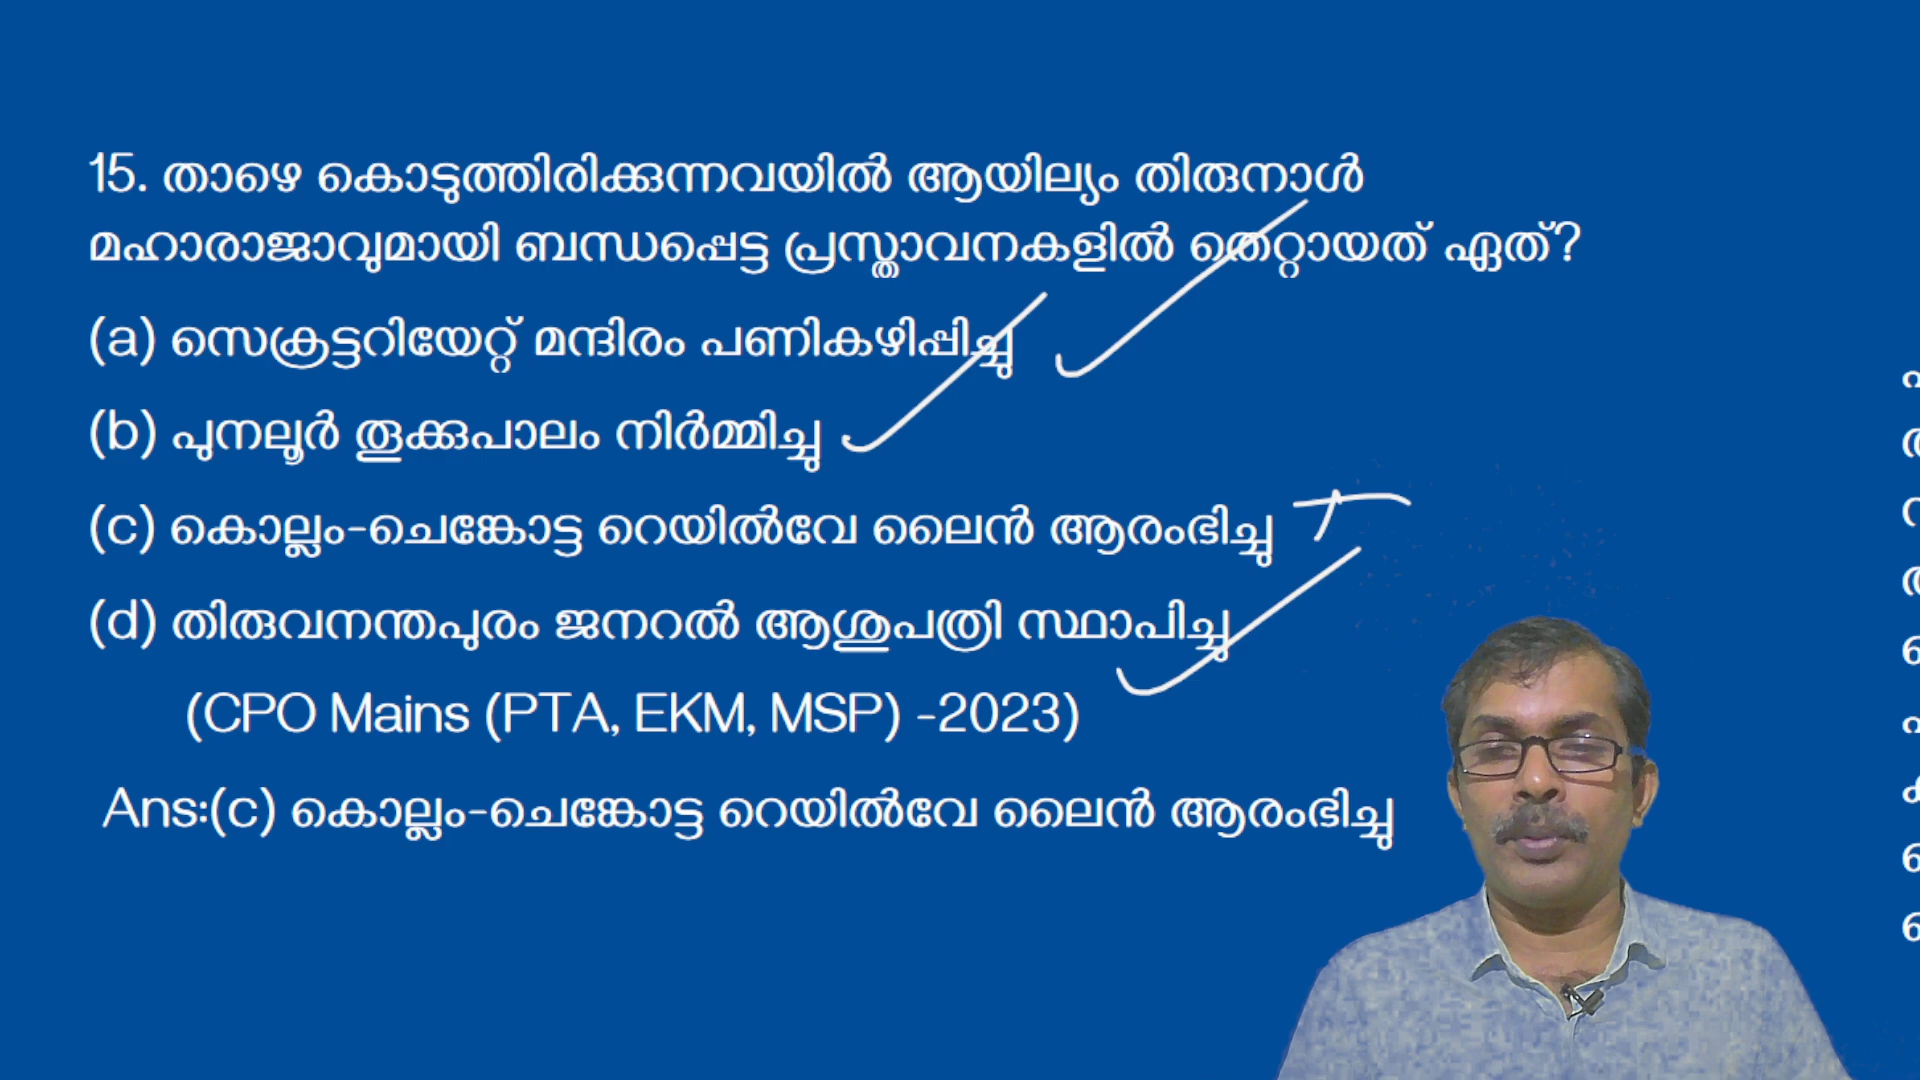 15. താഴെ കൊടുത്തിരിക്കുന്നവയിൽ ആയില്യം തിരുനാൾ
മഹാരാജാവുമായി ബന്ധപ്പെട്ട പ്രസ്താവനകളിൽ തെറ്റായത് ഏത്?
(a) സെക്രട്ടറിയേറ്റ് മന്ദിരം പണികഴിപ്പിച്ചു
(b) പുനലൂർ തൂക്കുപാലം നിർമ്മിച്ചു
(c) കൊല്ലം-ചെങ്കോട്ട റെയിൽവേ ലൈൻ ആരംഭിച്ചു
(d) തിരുവനന്തപുരം ജനറൽ ആശുപത്രി സ്ഥാപിച്ചു
(CPO Mains (PTA, EKM, MSP) -2023)
Ans:(c) കൊല്ലം-ചെങ്കോട്ട റെയിൽവേ ലൈൻ ആരംഭിച്ചു